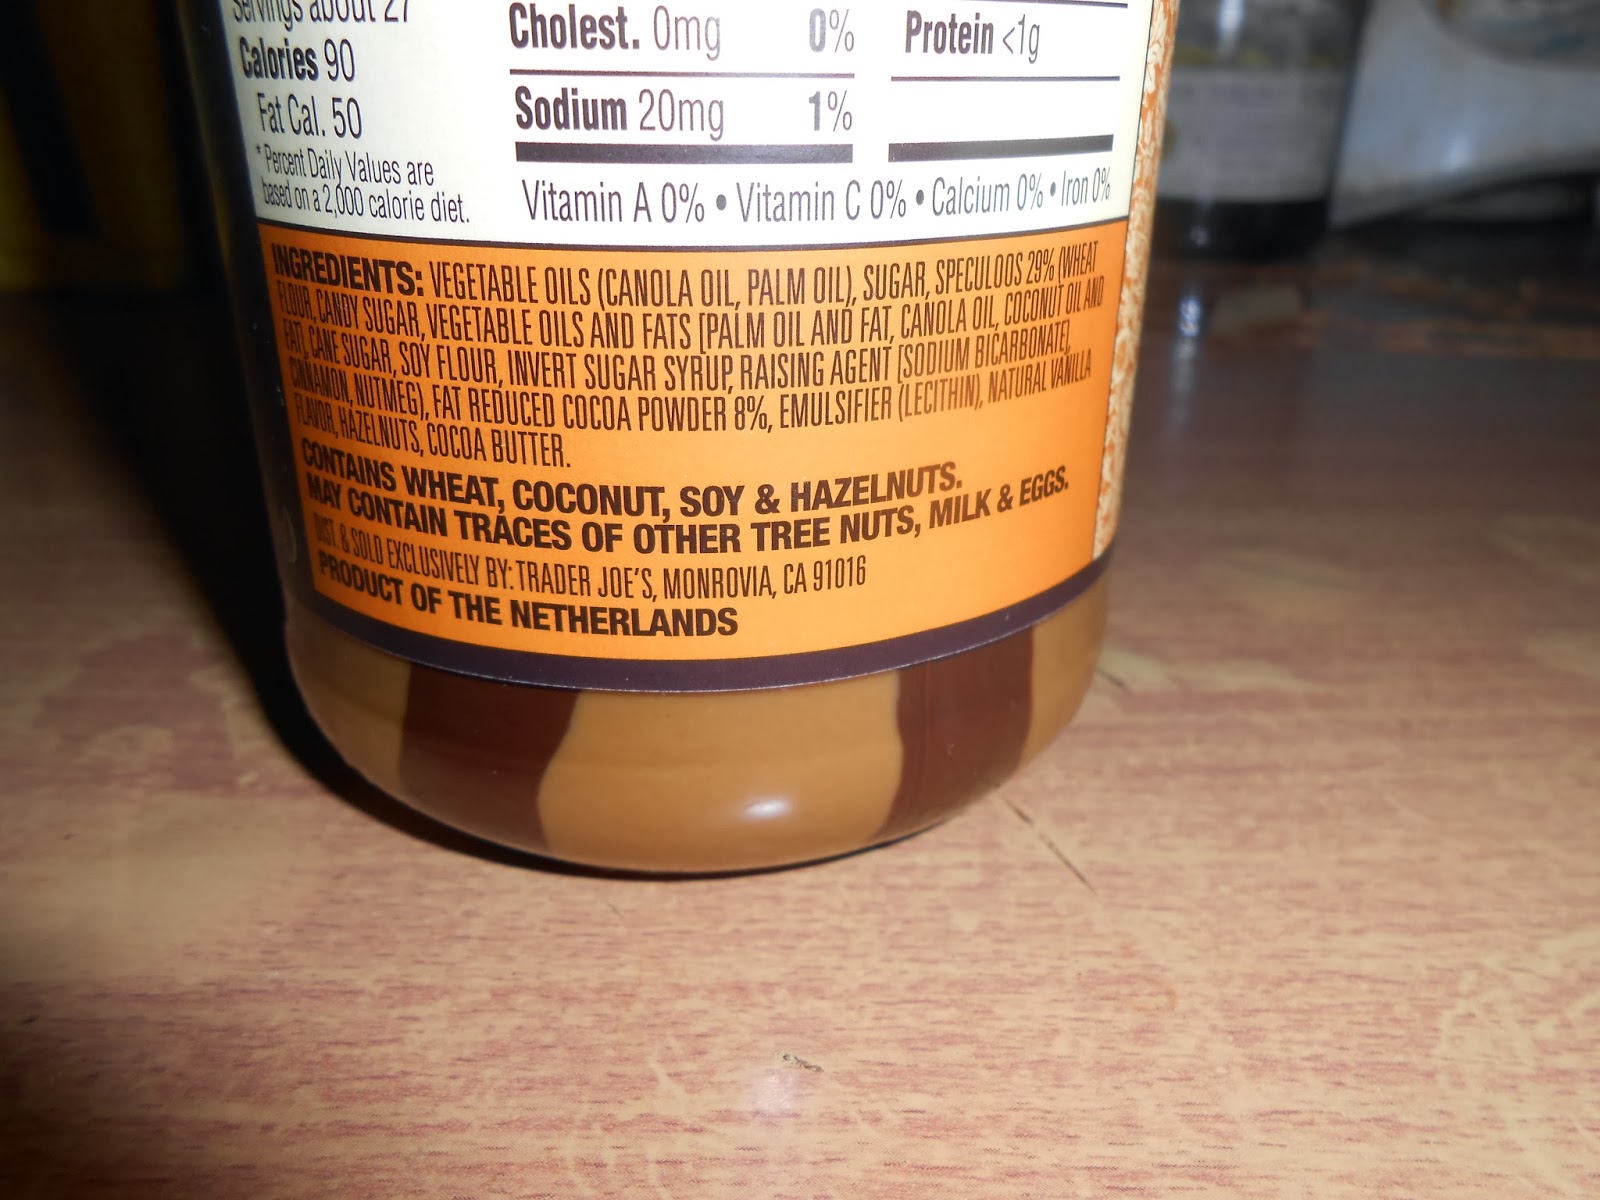 Servings about 27
Calories 90
Fat Cal. 50
* Percent Daily Values are
based on a 2,000 calorie diet.
Cholest. 0mg 0%
Sodium 20mg 1%
Protein <1g
Vitamin A 0% • Vitamin C 0% • Calcium 0% • Iron 0%
INGREDIENTS: VEGETABLE OILS (CANOLA OIL, PALM OIL), SUGAR, SPECULOOS 29% (WHEAT
FLOUR, CANDY SUGAR, VEGETABLE OILS AND FATS [PALM OIL AND FAT, CANOLA OIL, COCONUT OIL AND
FAT], CANE SUGAR, SOY FLOUR, INVERT SUGAR SYRUP, RAISING AGENT [SODIUM BICARBONATE],
CINNAMON, NUTMEG), FAT REDUCED COCOA POWDER 8%, EMULSIFIER (LECITHIN), NATURAL VANILLA
FLAVOR, HAZELNUTS, COCOA BUTTER.
CONTAINS WHEAT, COCONUT, SOY & HAZELNUTS.
MAY CONTAIN TRACES OF OTHER TREE NUTS, MILK & EGGS.
DIST. & SOLD EXCLUSIVELY BY: TRADER JOE'S, MONROVIA, CA 91016
PRODUCT OF THE NETHERLANDS